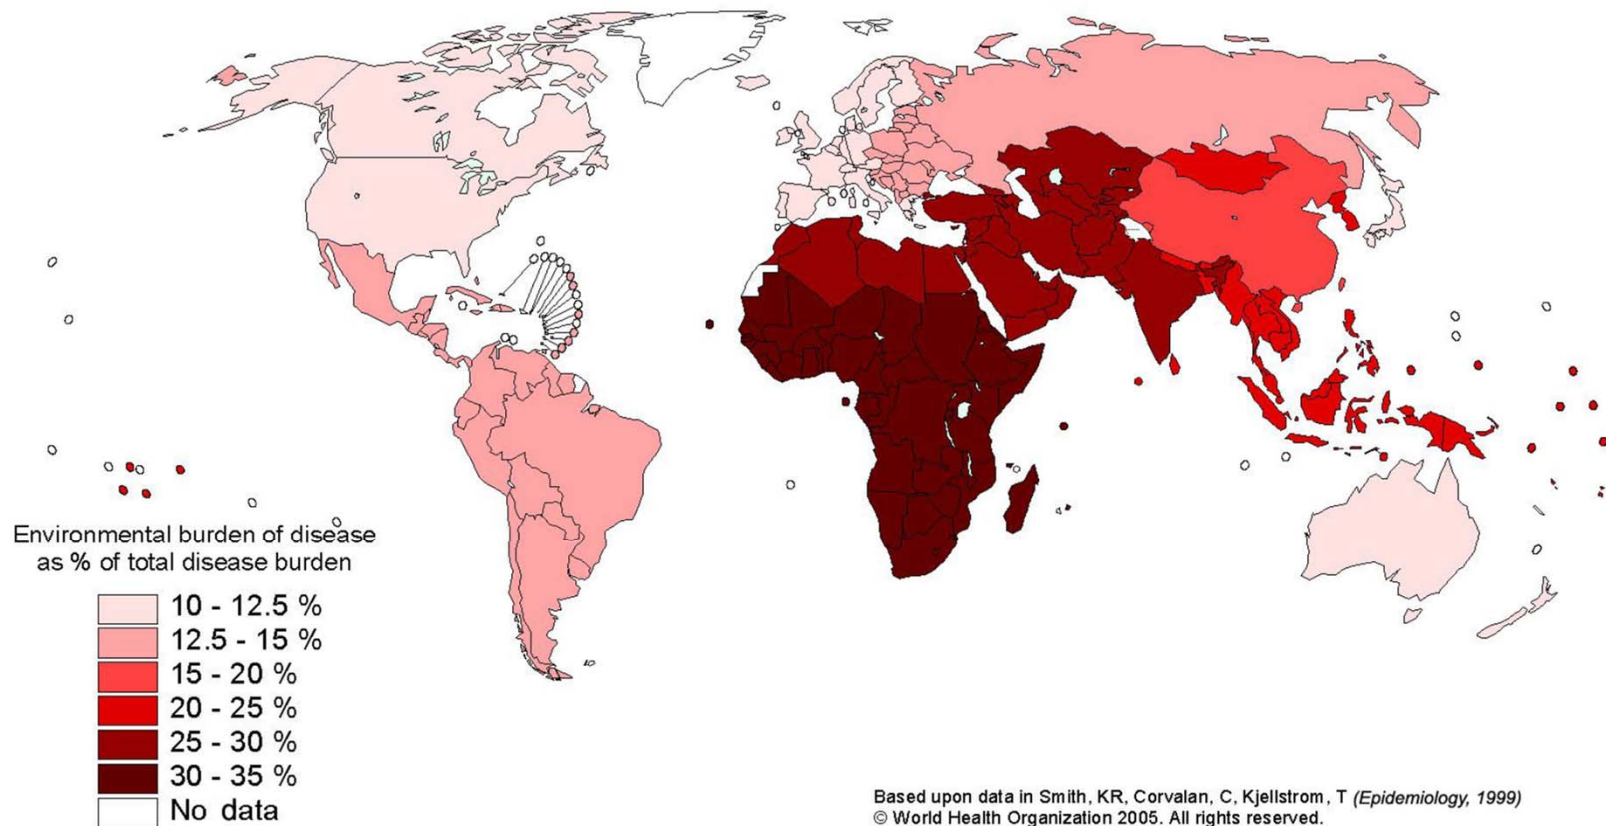 Environmental burden of disease
as % of total disease burden
10 - 12.5 %
12.5 - 15 %
15 - 20 %
20 - 25 %
25 - 30 %
30 - 35 %
No data
Based upon data in Smith, KR, Corvalan, C, Kjellstrom, T (Epidemiology, 1999)
© World Health Organization 2005. All rights reserved.